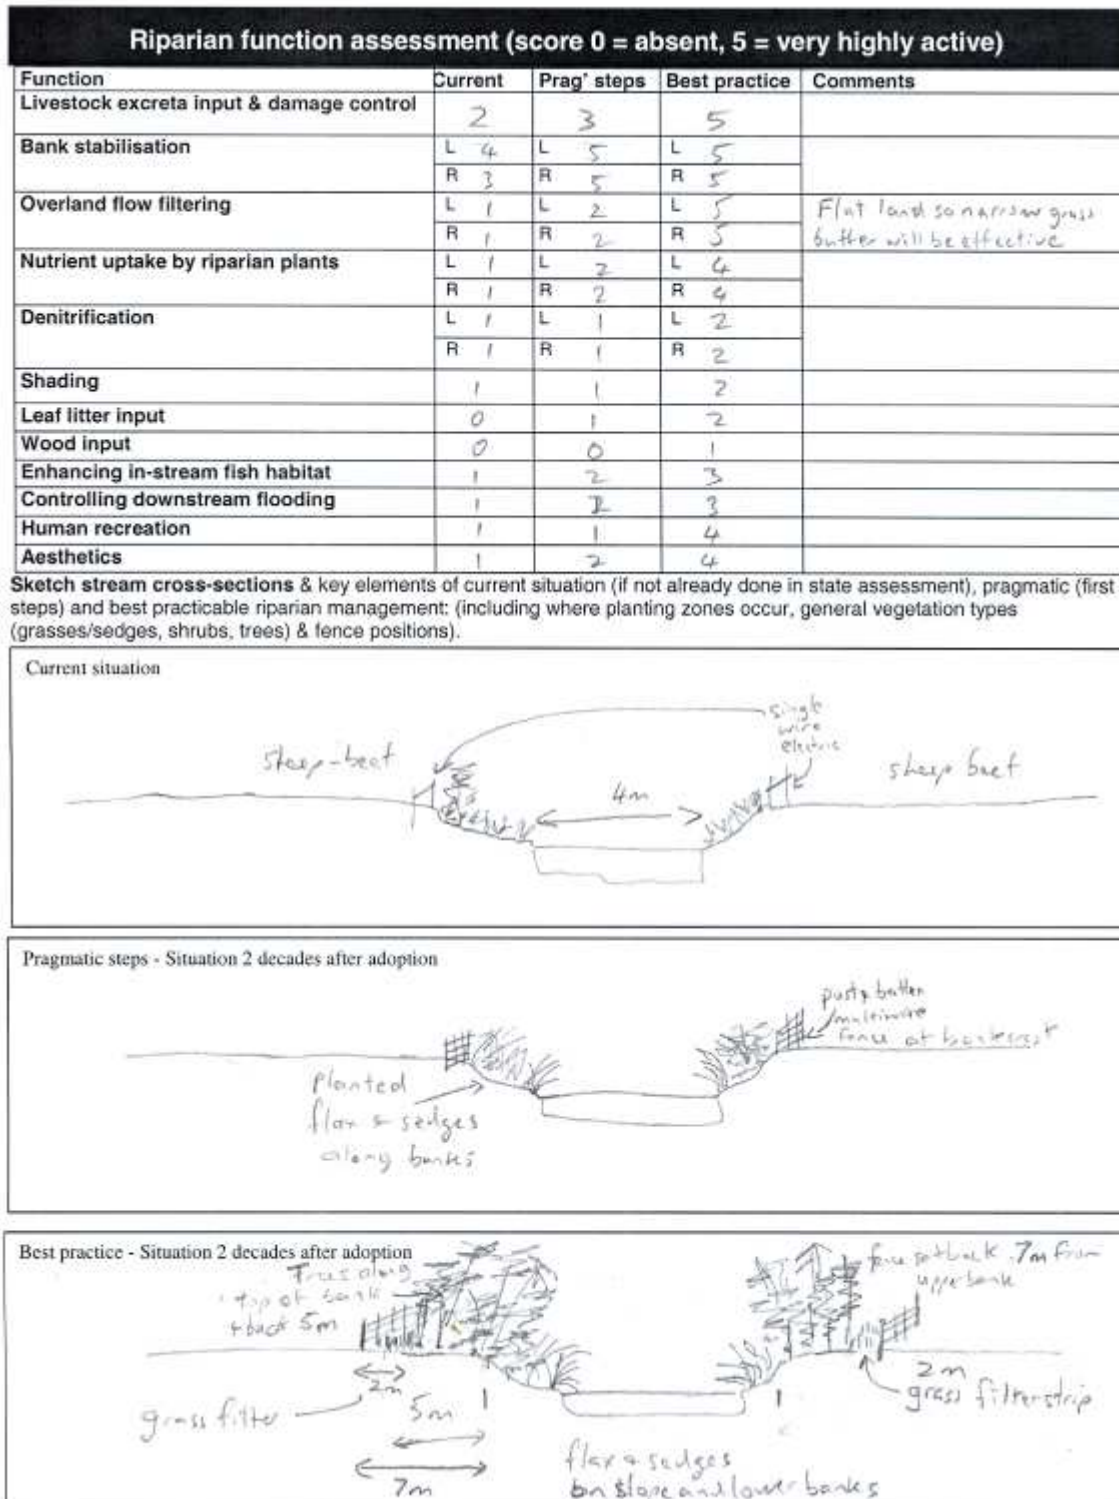 Riparian function assessment (score 0 = absent, 5 = very highly active)
Function Current Prag' steps Best practice Comments
Livestock excreta input & damage control 2 3 5
Bank stabilisation L 4 L 5 L 5
R 3 R 5 R 5
Overland flow filtering L 1 L 2 L 5 Flat land so narrow grass
R 1 R 2 R 5 buffer will be effective
Nutrient uptake by riparian plants L 1 L 2 L 4
R 1 R 2 R 4
Denitrification L 1 L 1 L 2
R 1 R 1 R 2
Shading 1 1 2
Leaf litter input 0 1 2
Wood input 0 0 1
Enhancing in-stream fish habitat 1 2 3
Controlling downstream flooding 1 3
Human recreation 1 1 4
Aesthetics 1 2 4
Sketch stream cross-sections & key elements of current situation (if not already done in state assessment), pragmatic (first
steps) and best practicable riparian management: (including where planting zones occur, general vegetation types
(grasses/sedges, shrubs, trees) & fence positions).
Current situation
single
wire
electric
sheep-beef
4m
sheep beef
Pragmatic steps - Situation 2 decades after adoption
post & batten
/multiwire
fence at bankcrest
Planted
flax & sedges
along banks
Best practice - Situation 2 decades after adoption
Trees along
top of bank
+ back 5m
fence setback 7m from
upper bank
2m
grass filter
5m
7m
2m
grass filter strip
flax & sedges
on slope and lower banks